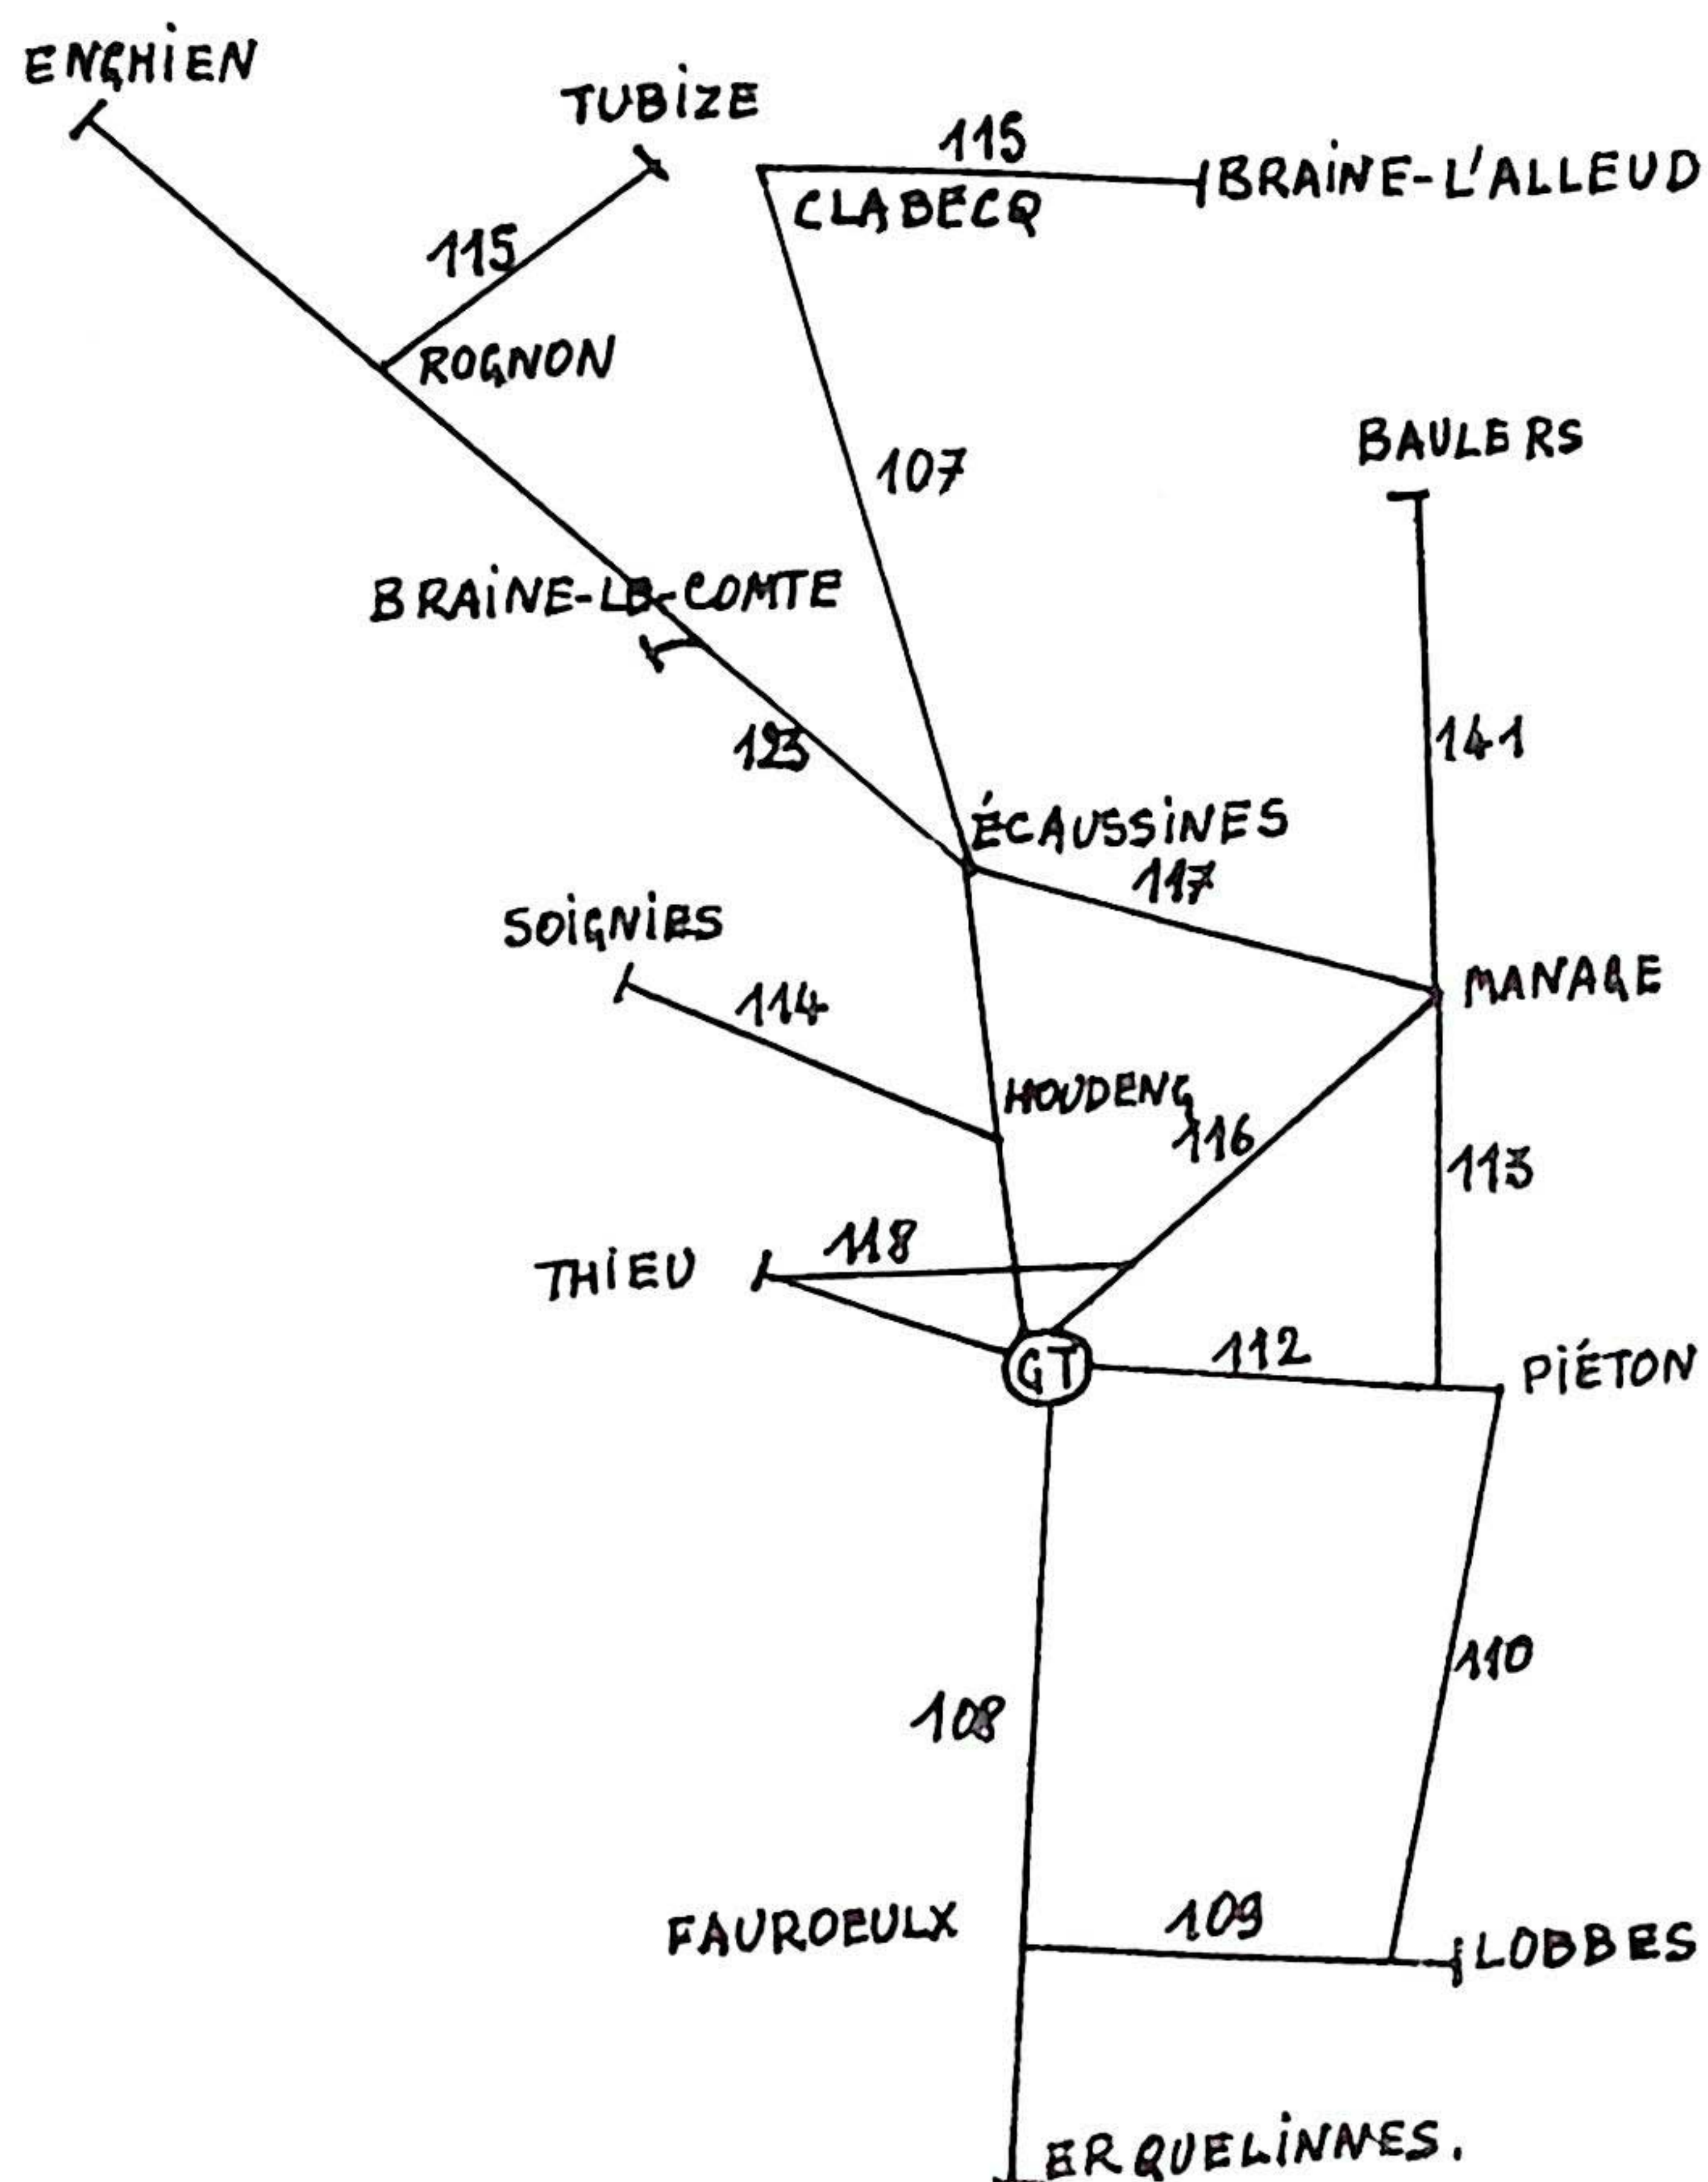 ENGHIEN
TUBIZE
115
BRAINE-L'ALLEUD
CLABECQ
115
ROGNON
BAULERS
107
BRAINE-LE-COMTE
123
141
ÉCAUSSINES
117
SOIGNIES
114
MANAGE
HOUDENG
116
113
118
THIEU
GT
112
PIÉTON
110
108
109
FAUROEULX
LOBBES
ERQUELINNES.